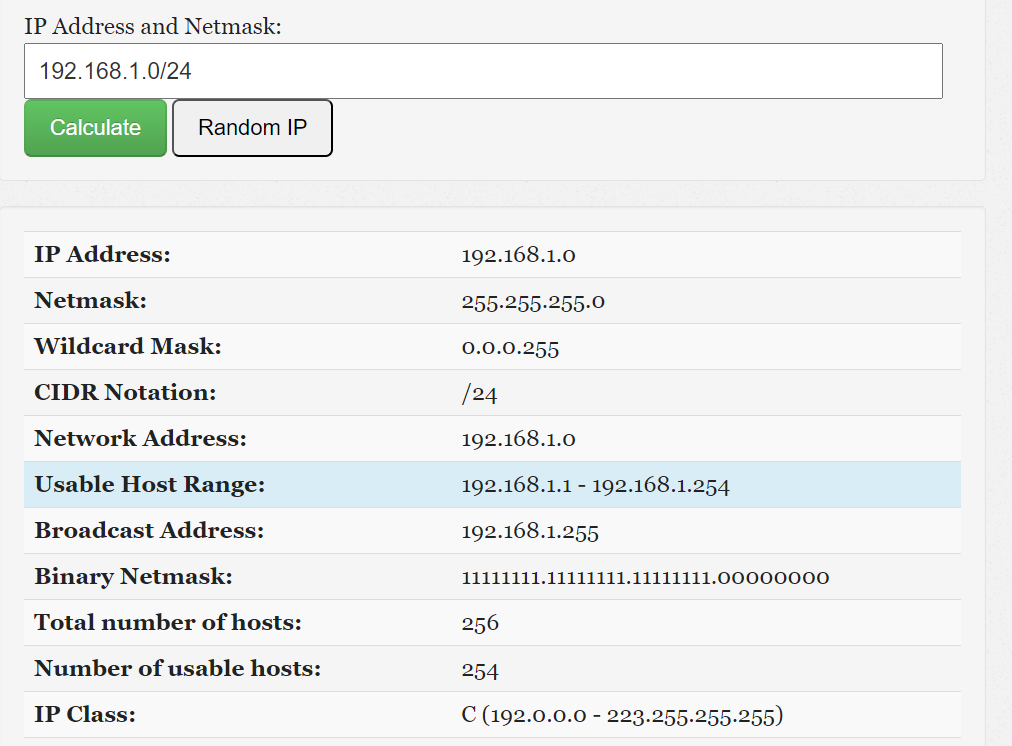 IP Address and Netmask:
192.168.1.0/24
Calculate Random IP
IP Address: 192.168.1.0
Netmask: 255.255.255.0
Wildcard Mask: 0.0.0.255
CIDR Notation: /24
Network Address: 192.168.1.0
Usable Host Range: 192.168.1.1 - 192.168.1.254
Broadcast Address: 192.168.1.255
Binary Netmask: 11111111.11111111.11111111.00000000
Total number of hosts: 256
Number of usable hosts: 254
IP Class: C (192.0.0.0 - 223.255.255.255)